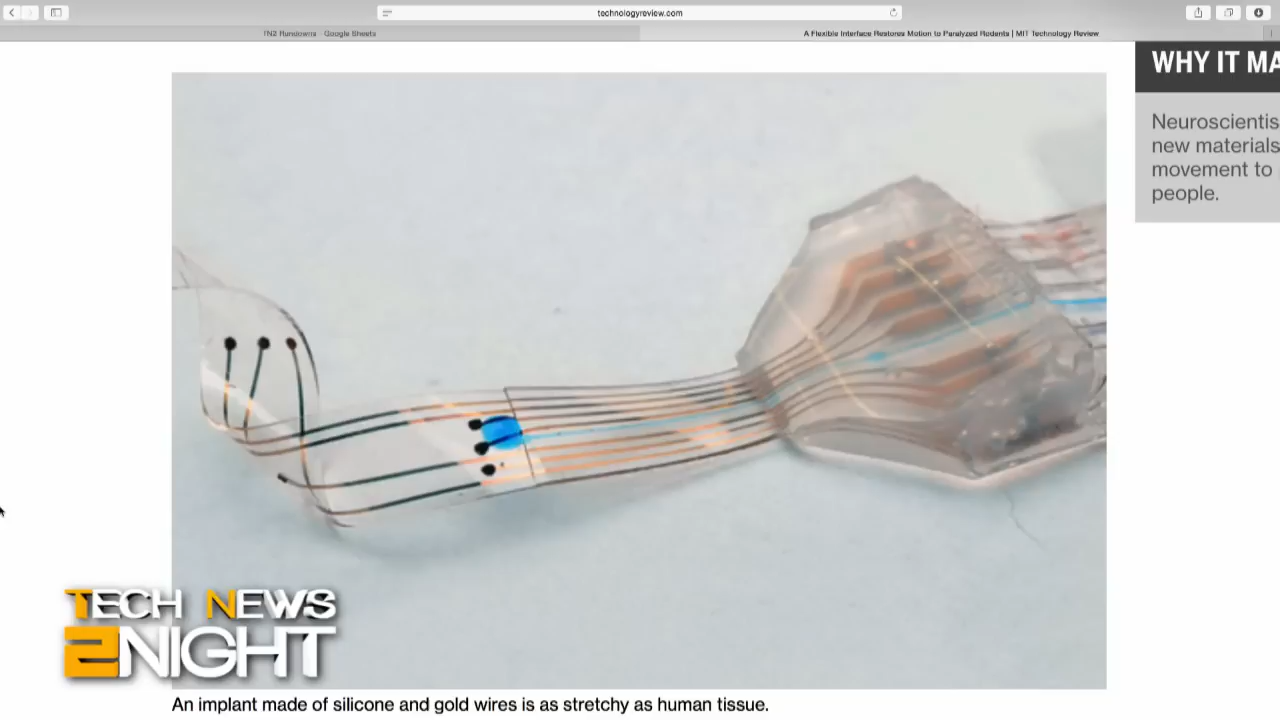 technologyreview.com
TN2 Rundowns - Google Sheets
A Flexible Interface Restores Motion to Paralyzed Rodents | MIT Technology Review
WHY IT MA
Neuroscientis
new materials
movement to
people.
TECH NEWS
2NIGHT
An implant made of silicone and gold wires is as stretchy as human tissue.